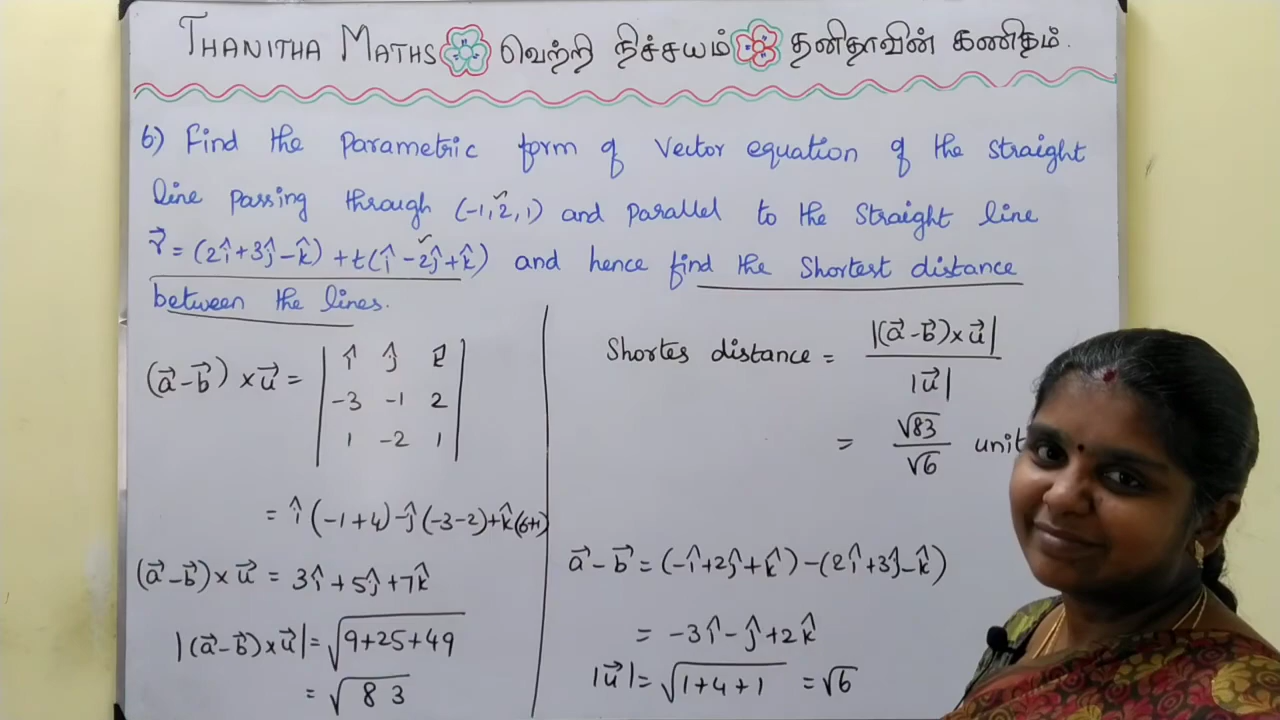 THANITHA MATHS வெற்றி நிச்சயம் தனிதாவின் கணிதம்.
6) Find the parametric form of vector equation of the straight
line passing through (-1, 2, 1) and parallel to the straight line
r⃗ = (2î+3ĵ-k̂) + t(î-2ĵ+k̂) and hence find the shortest distance
between the lines.
(a⃗-b⃗) × u⃗ = | î ĵ k̂ |
| -3 -1 2 |
| 1 -2 1 |
= î(-1+4) - ĵ(-3-2) + k̂(6+1)
(a⃗-b⃗) × u⃗ = 3î + 5ĵ + 7k̂
|(a⃗-b⃗) × u⃗| = √9+25+49
= √83
Shortes distance = |(a⃗-b⃗) × u⃗|
|u⃗|
= √83 / √6 unit
a⃗-b⃗ = (-î+2ĵ+k̂) - (2î+3ĵ-k̂)
= -3î - ĵ + 2k̂
|u⃗| = √1+4+1 = √6